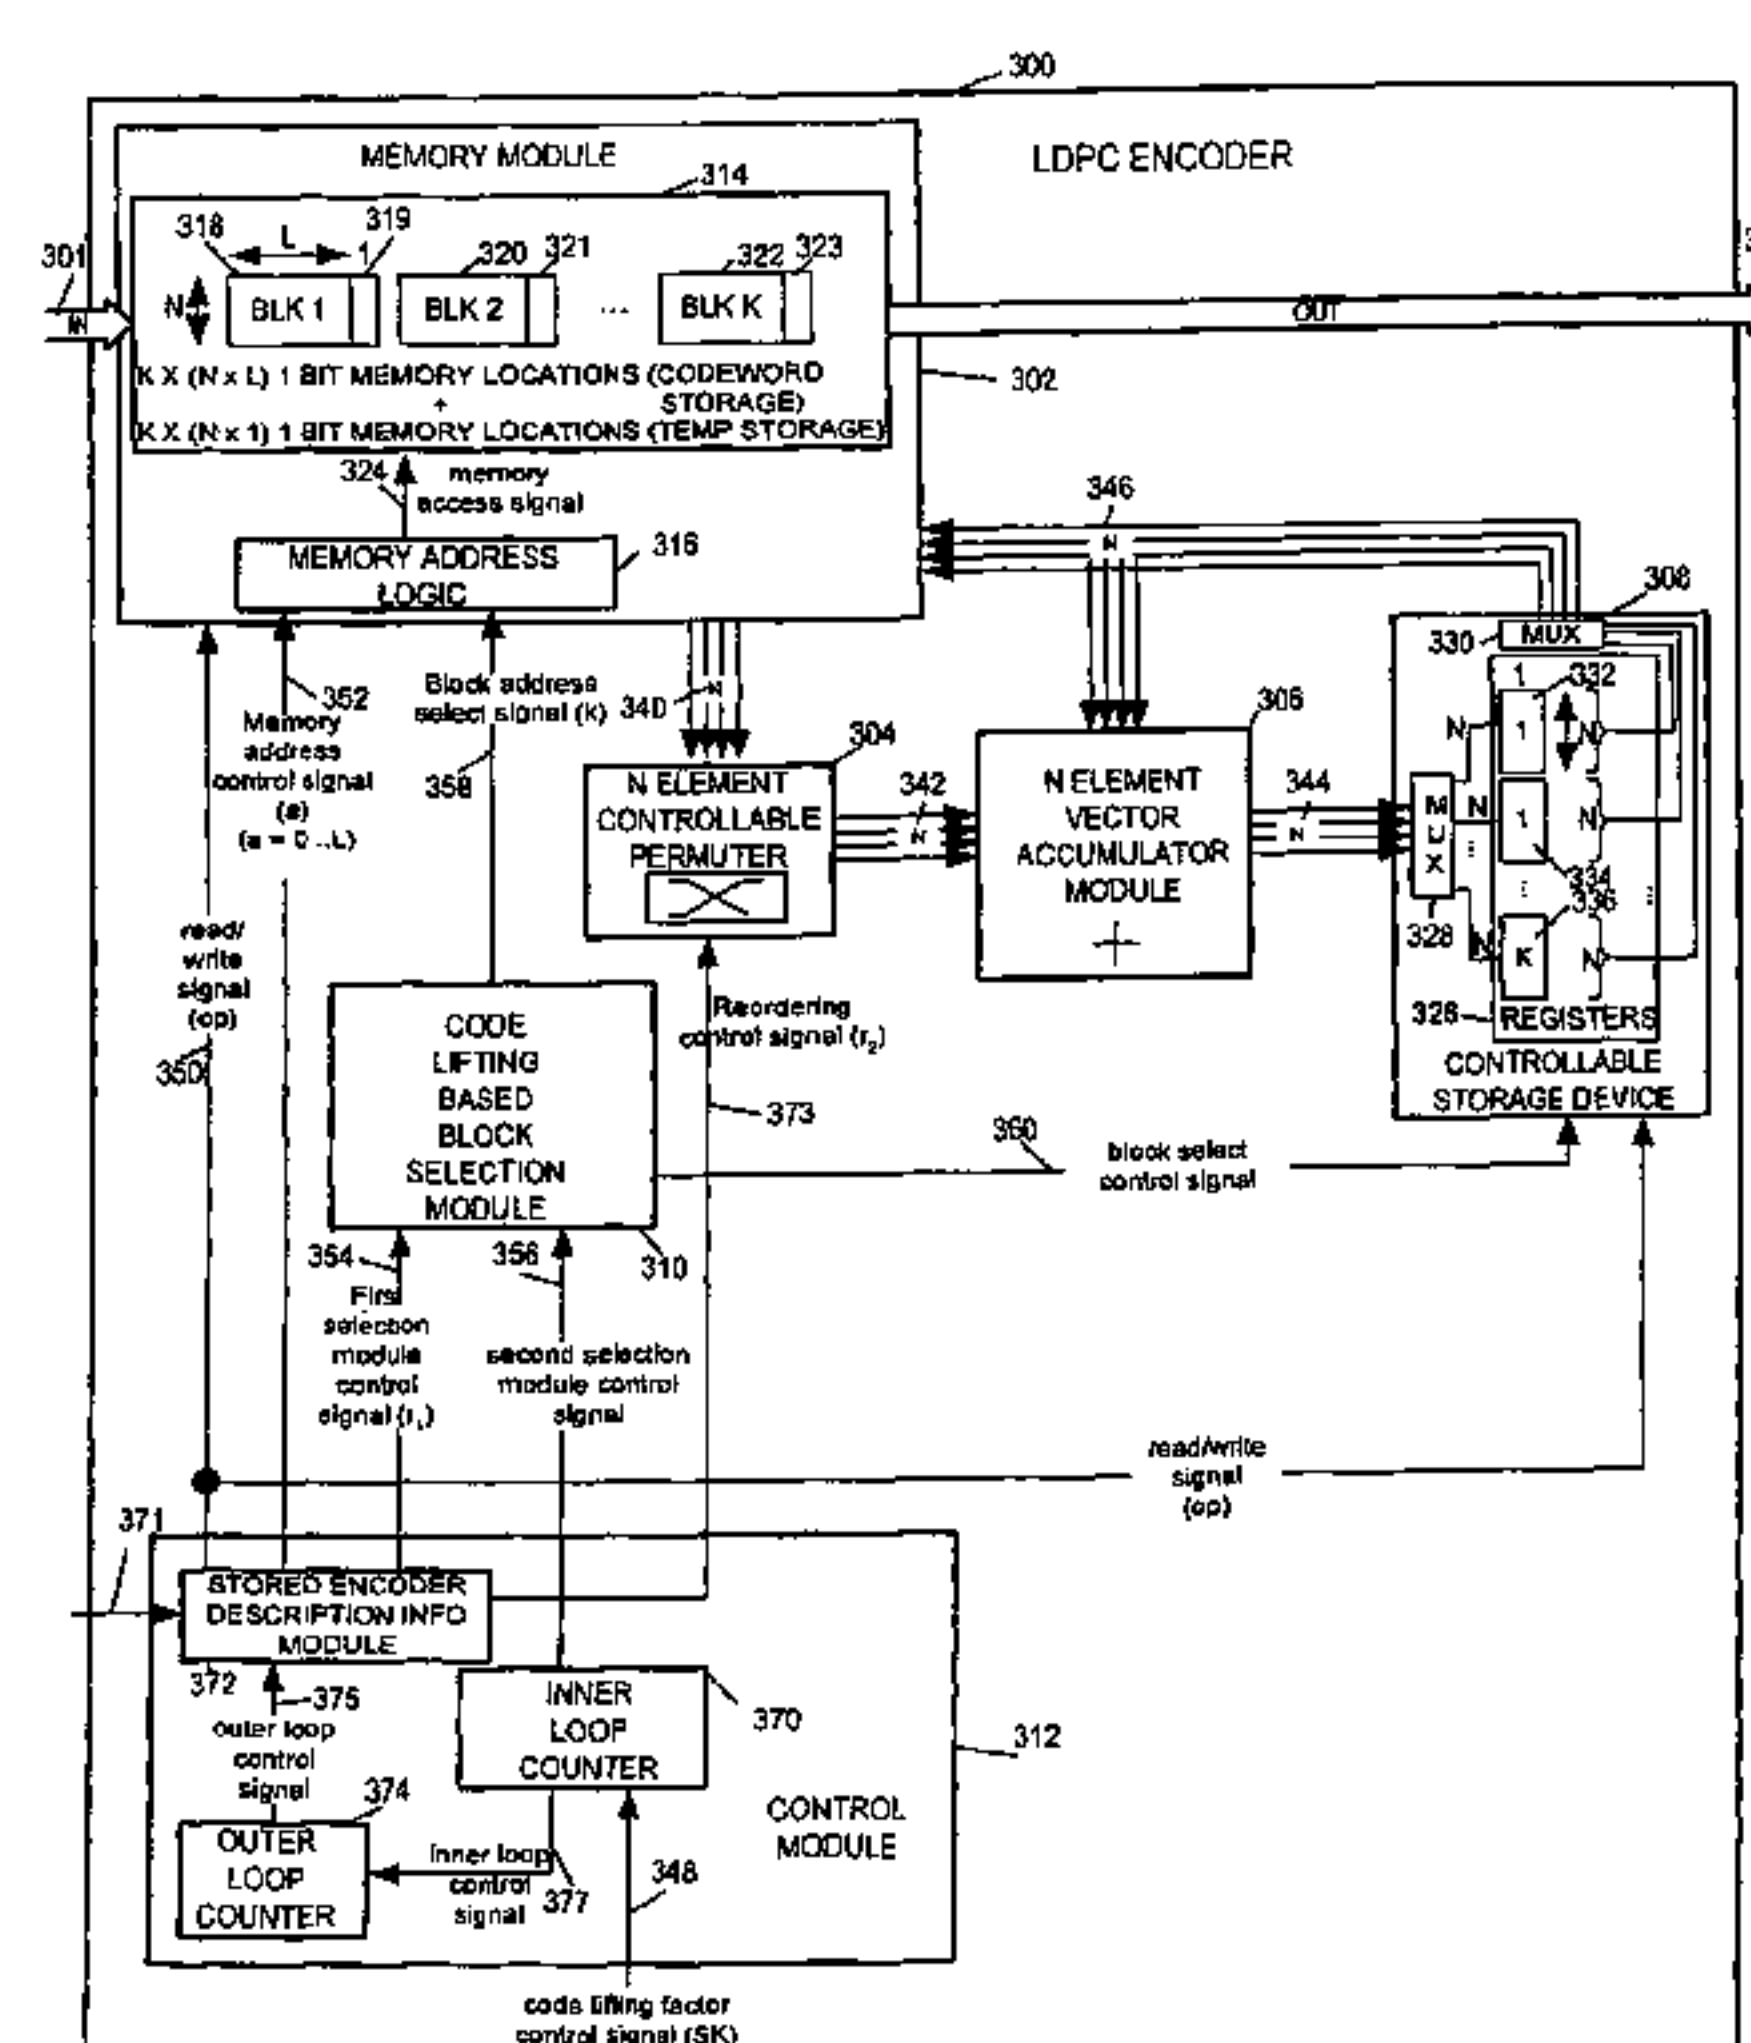 300
MEMORY MODULE
LDPC ENCODER
314
318
L
1
319
320
321
322
323
301
IN
N
BLK 1
BLK 2
...
BLK K
OUT
K X (N x L) 1 BIT MEMORY LOCATIONS (CODEWORD
STORAGE)
+
K X (N x 1) 1 BIT MEMORY LOCATIONS (TEMP STORAGE)
302
324
memory
access signal
346
N
MEMORY ADDRESS
LOGIC
316
308
330
MUX
352
Memory
address
control signal
(a)
(a = 0 ..L)
Block address
select signal (k)
358
340
N
304
N ELEMENT
CONTROLLABLE
PERMUTER
342
N
306
N ELEMENT
VECTOR
ACCUMULATOR
MODULE
344
N
M
U
X
328
1
332
N
1
N
N
1
N
334
336
N
K
N
326
REGISTERS
CONTROLLABLE
STORAGE DEVICE
read/
write
signal
(op)
350
CODE
LIFTING
BASED
BLOCK
SELECTION
MODULE
310
Reordering
control signal (r2)
373
360
block select
control signal
354
First
selection
module
control
signal (r1)
356
second selection
module control
signal
read/write
signal
(op)
371
STORED ENCODER
DESCRIPTION INFO
MODULE
372
375
outer loop
control
signal
INNER
LOOP
COUNTER
370
312
374
OUTER
LOOP
COUNTER
Inner loop
control
signal
377
348
CONTROL
MODULE
code lifting factor
control signal (SK)